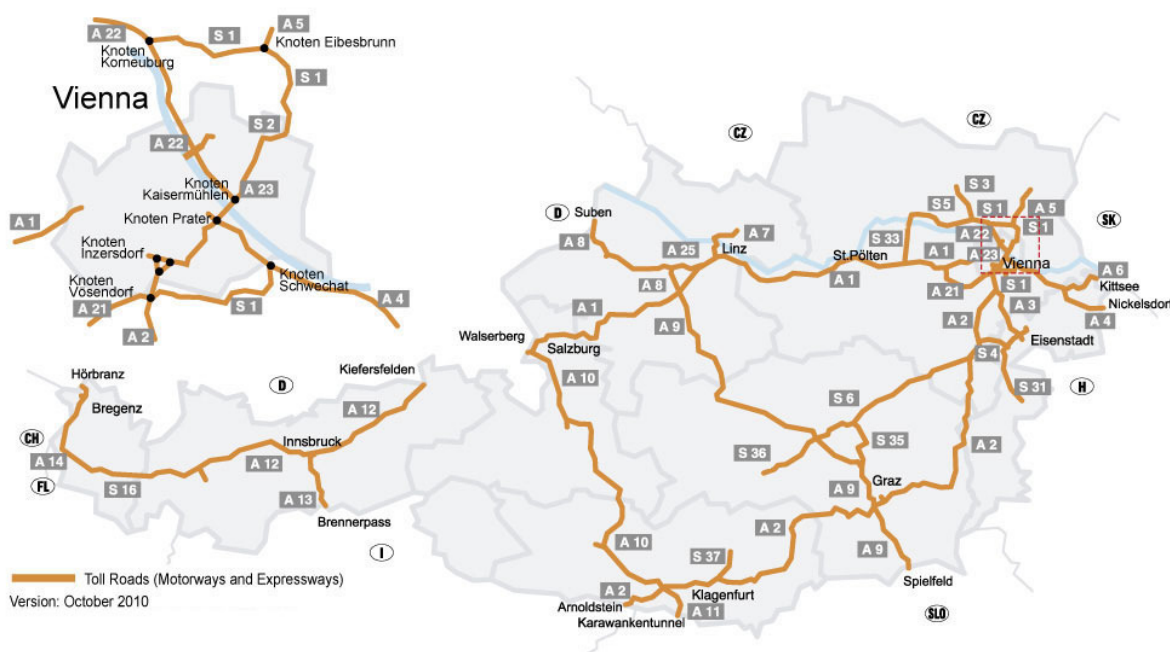 A 22
S 1
A 5
Knoten
Korneuburg
Knoten Eibesbrunn
S 1
Vienna
S 2
A 22
Knoten
Kaisermühlen
A 23
Knoten Prater
A 1
Knoten
Inzersdorf
Knoten
Vösendorf
Knoten
Schwechat
A 21
S 1
A 4
A 2
CZ
CZ
D
Suben
A 8
A 25
A 7
Linz
S 3
S 5
S 1
A 5
S 1
SK
S 33
A 22
St.Pölten
A 1
A 23
Vienna
A 1
A 21
S 1
A 6
Kittsee
Nickelsdorf
A 4
A 3
A 2
Eisenstadt
S 4
S 31
H
A 8
A 1
A 9
Walserberg
Salzburg
A 10
S 6
S 35
S 36
A 2
A 9
Graz
A 9
Spielfeld
SLO
A 2
A 10
S 37
A 2
Klagenfurt
Arnoldstein
A 11
Karawankentunnel
Hörbranz
D
Kiefersfelden
Bregenz
A 12
CH
Innsbruck
A 14
A 12
FL
S 16
A 13
Brennerpass
I
Toll Roads (Motorways and Expressways)
Version: October 2010